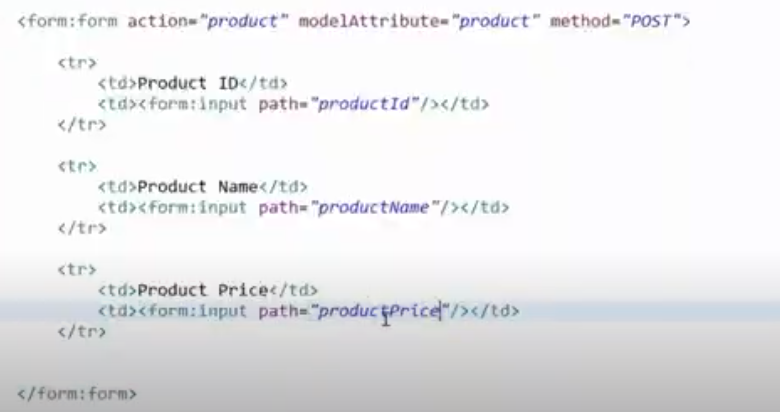 <form:form action="product" modelAttribute="product" method="POST">
<tr>
<td>Product ID</td>
<td><form:input path="productId"/></td>
</tr>
<tr>
<td>Product Name</td>
<td><form:input path="productName"/></td>
</tr>
<tr>
<td>Product Price</td>
<td><form:input path="productPrice"/></td>
</tr>
</form:form>